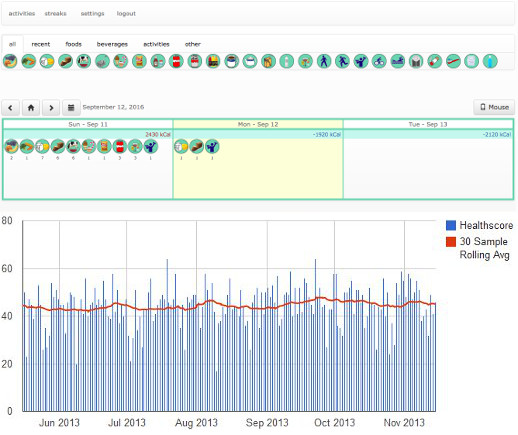 activities streaks settings logout
all recent foods beverages activities other
September 12, 2016 Mouse
Sun - Sep 11 Mon - Sep 12 Tue - Sep 13
2430 kCal -1920 kCal -2120 kCal
2 1 7 6 8 1 1 3 3 1 1 1 1
80
Healthscore
30 Sample
Rolling Avg
60
40
20
0
Jun 2013 Jul 2013 Aug 2013 Sep 2013 Oct 2013 Nov 2013